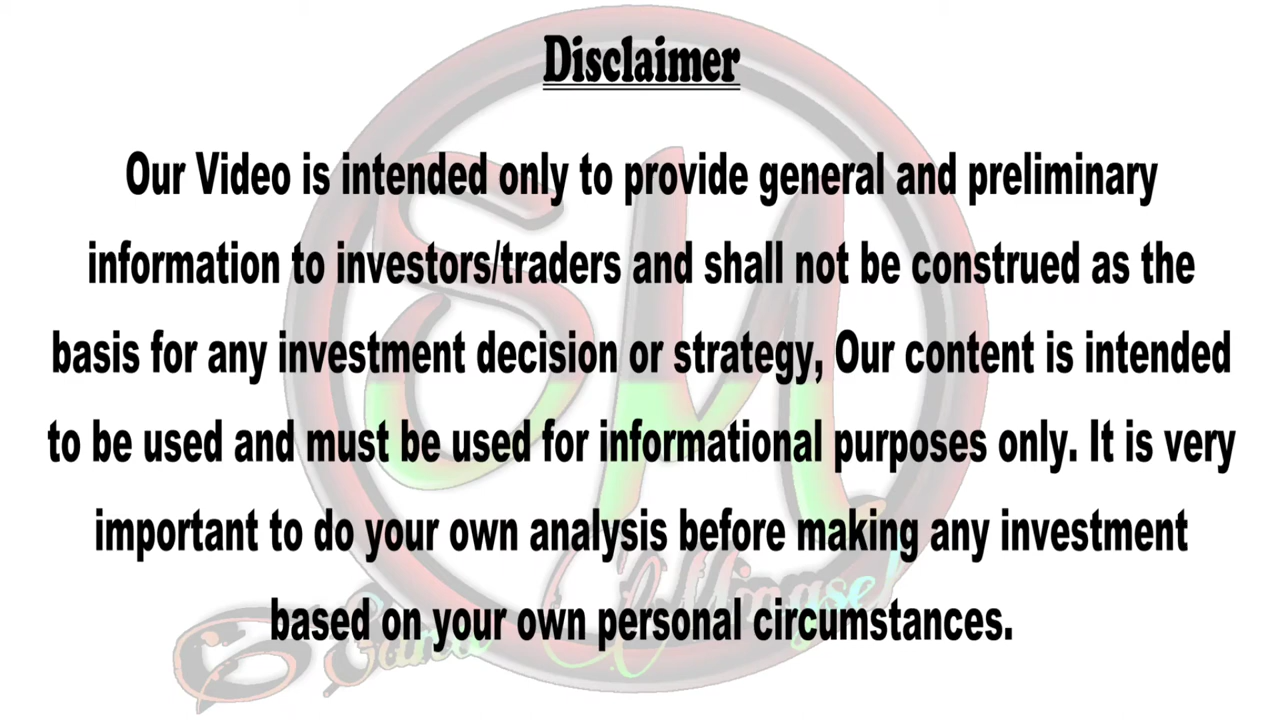 Disclaimer
Our Video is intended only to provide general and preliminary
information to investors/traders and shall not be construed as the
basis for any investment decision or strategy, Our content is intended
to be used and must be used for informational purposes only. It is very
important to do your own analysis before making any investment
based on your own personal circumstances.
SM